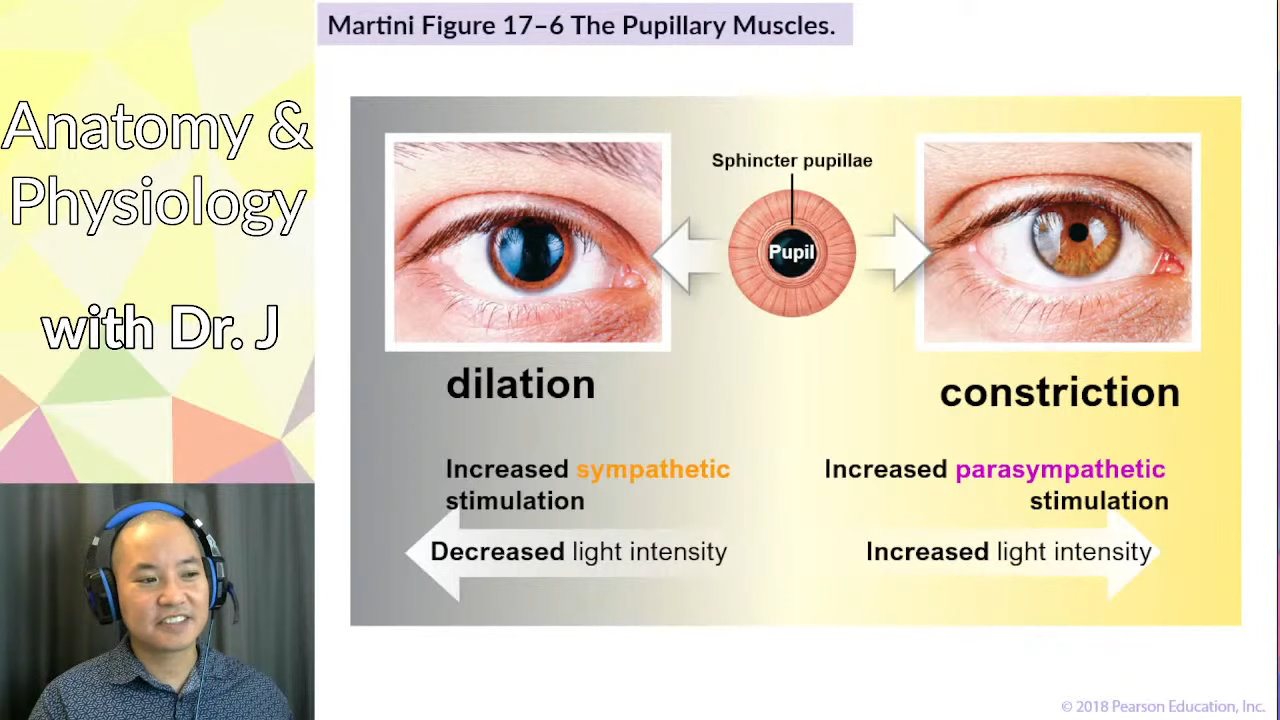 Martini Figure 17–6 The Pupillary Muscles.
Anatomy &
Physiology
with Dr. J
Sphincter pupillae
Pupil
dilation
constriction
Increased sympathetic
stimulation
Increased parasympathetic
stimulation
Decreased light intensity
Increased light intensity
© 2018 Pearson Education, Inc.